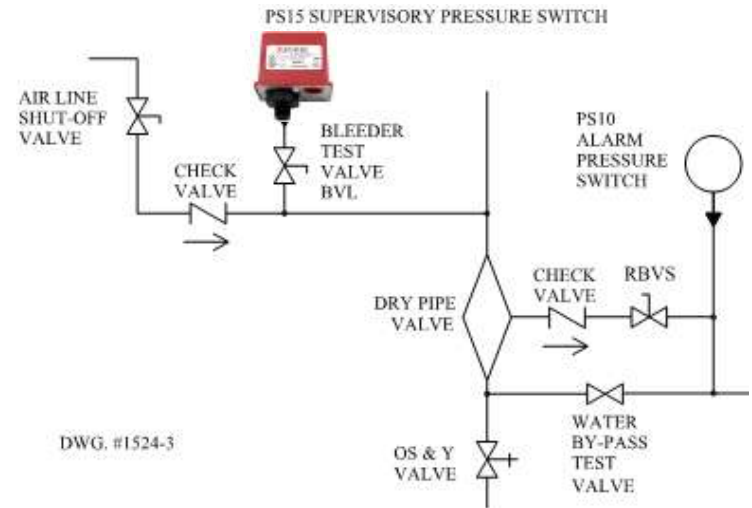 PS15 SUPERVISORY PRESSURE SWITCH
AIR LINE
SHUT-OFF
VALVE
CHECK
VALVE
BLEEDER
TEST
VALVE
BVL
PS10
ALARM
PRESSURE
SWITCH
DRY PIPE
VALVE
CHECK
VALVE
RBVS
WATER
BY-PASS
TEST
VALVE
OS & Y
VALVE
DWG. #1524-3